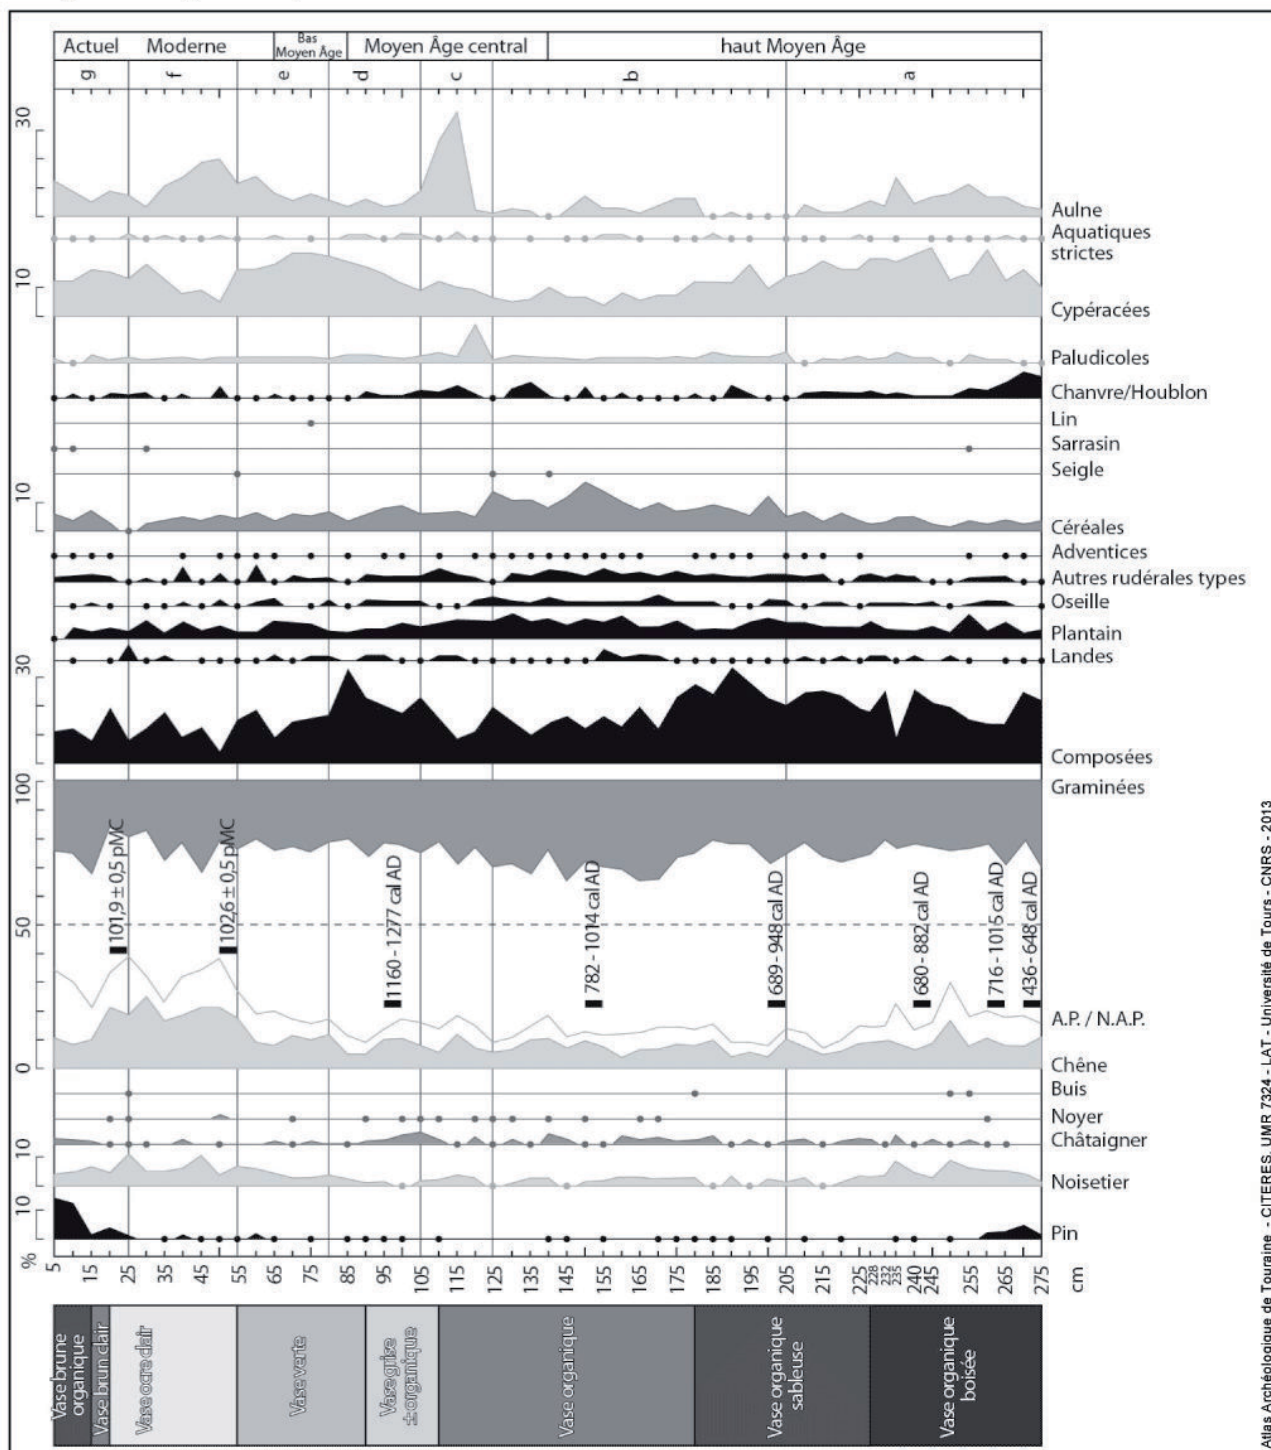 Actuel
Moderne
Bas
Moyen Âge
Moyen Âge central
haut Moyen Âge
g
f
e
d
c
b
a
30
Aulne
Aquatiques
strictes
10
Cypéracées
Paludicoles
Chanvre/Houblon
Lin
Sarrasin
Seigle
10
Céréales
Adventices
Autres rudérales types
Oseille
Plantain
Landes
30
Composées
100
Graminées
101,9 ± 0,5 pMC
102,6 ± 0,5 pMC
1160 - 1277 cal AD
782 - 1014 cal AD
689 - 948 cal AD
680 - 882 cal AD
716 - 1015 cal AD
436 - 648 cal AD
50
A.P. / N.A.P.
0
Chêne
Buis
Noyer
Châtaigner
10
Noisetier
10
Pin
%
5 15 25 35 45 55 65 75 85 95 105 115 125 135 145 155 165 175 185 195 205 215 225 228 232 235 240 245 255 265 275
cm
Vase brune
organique
Vase brun clair
Vase ocre clair
Vase verte
Vase grise
± organique
Vase organique
Vase organique
sableuse
Vase organique
boisée
Atlas Archéologique de Touraine - CITERES, UMR 7324 - LAT - Université de Tours - CNRS - 2013